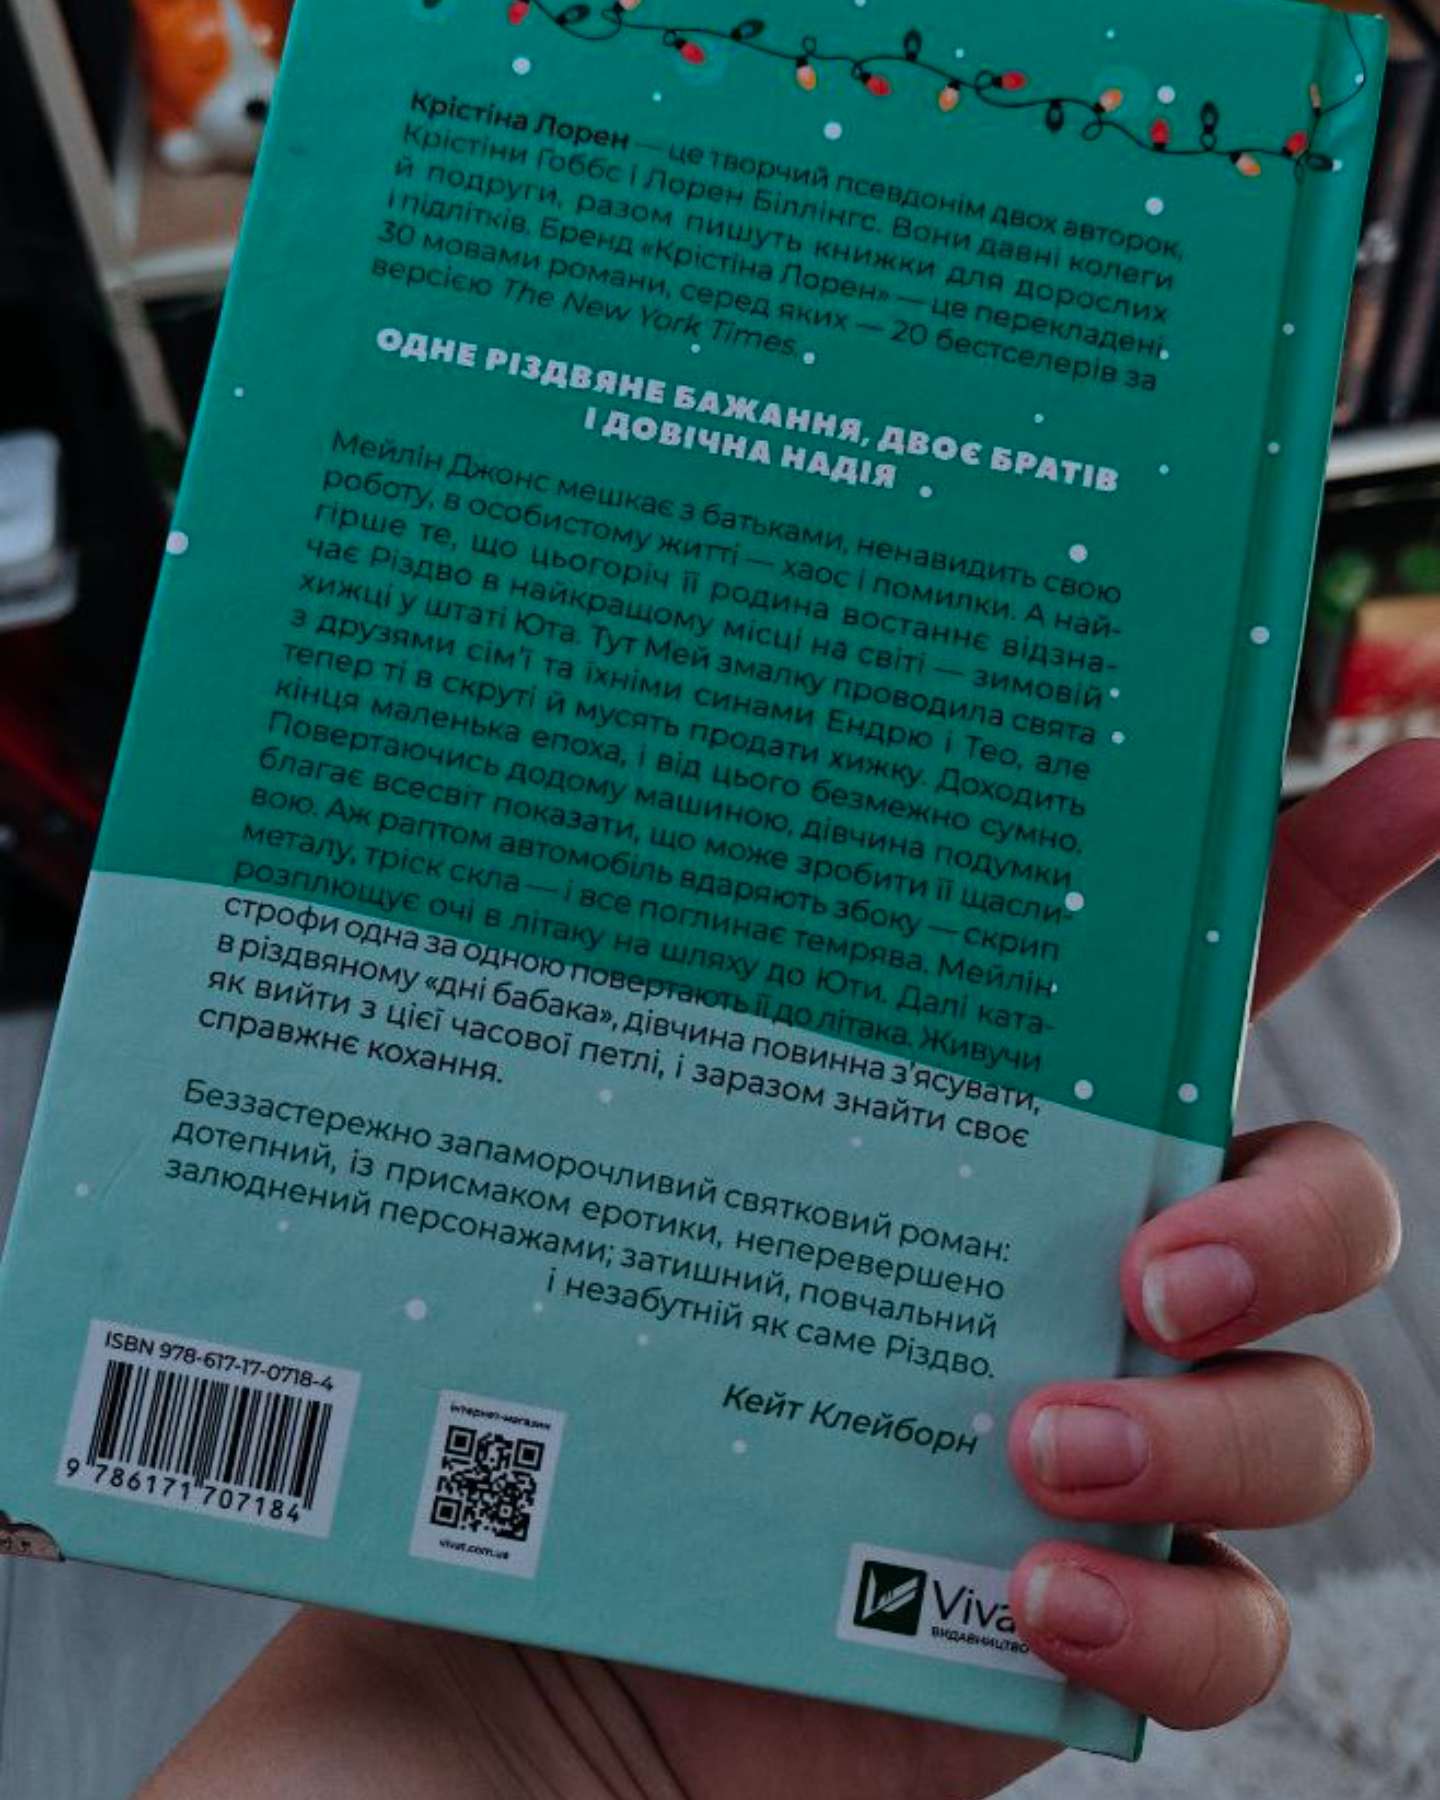 Крістіна Лорен — це творчий псевдонім двох авторок,
Крістіни Гоббс і Лорен Біллінгс. Вони давні колеги
й подруги, разом пишуть книжки для дорослих
і підлітків. Бренд «Крістіна Лорен» — це перекладені
30 мовами романи, серед яких — 20 бестселерів за
версією The New York Times.
ОДНЕ РІЗДВЯНЕ БАЖАННЯ, ДВОЄ БРАТІВ
І ДОВІЧНА НАДІЯ
Мейлін Джонс мешкає з батьками, ненавидить свою
роботу, в особистому житті — хаос і помилки. А най-
гірше те, що цьогоріч її родина востаннє відзна-
чає Різдво в найкращому місці на світі — зимовій
хижці у штаті Юта. Тут Мей змалку проводила свята
з друзями сім'ї та їхніми синами Ендрю і Тео, але
тепер ті в скруті й мусять продати хижку. Доходить
кінця маленька епоха, і від цього безмежно сумно.
Повертаючись додому машиною, дівчина подумки
благає всесвіт показати, що може зробити її щасли-
вою. Аж раптом автомобіль вдаряють збоку — скрип
металу, тріск скла — і все поглинає темрява. Мейлін
розплющує очі в літаку на шляху до Юти. Далі ката-
строфи одна за одною повертають її до літака. Живучи
в різдвяному «дні бабака», дівчина повинна з'ясувати,
як вийти з цієї часової петлі, і заразом знайти своє
справжнє кохання.
Беззастережно запаморочливий святковий роман:
дотепний, із присмаком еротики, неперевершено
залюднений персонажами; затишний, повчальний
і незабутній як саме Різдво.
Кейт Клейборн
ISBN 978-617-17-0718-4
9 786171 707184
інтернет-магазин
vivat.com.ua
ВИДАВНИЦТВО